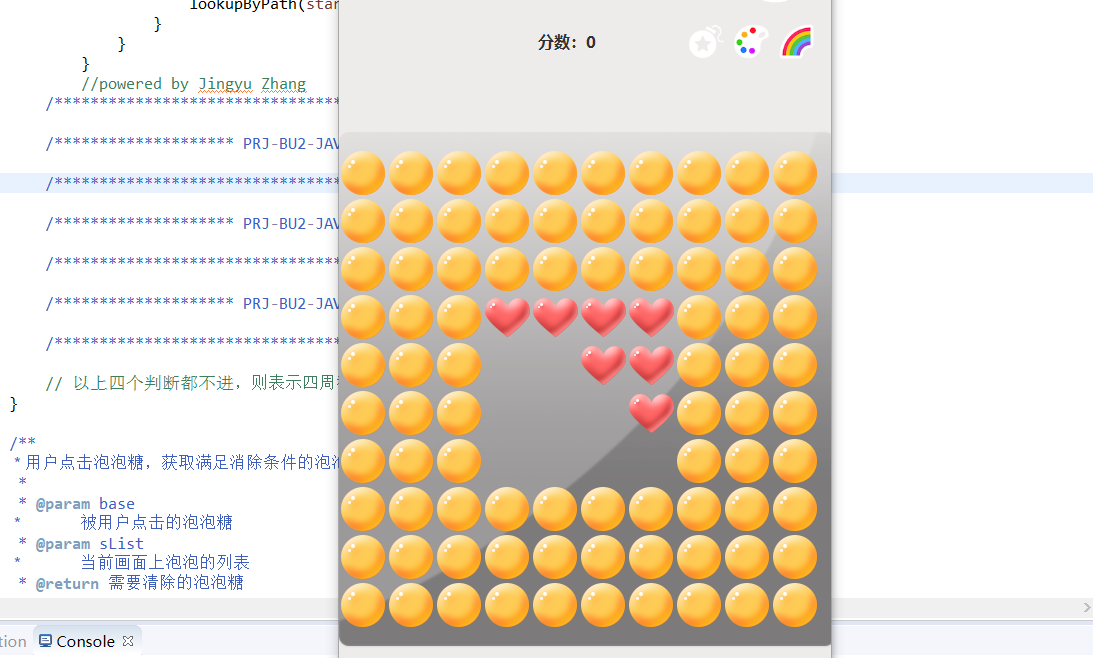 lookupByPath(star
}
}
}
//powered by Jingyu Zhang
/********************************
/******************** PRJ-BU2-JAV
/********************************
/******************** PRJ-BU2-JAV
/********************************
/******************** PRJ-BU2-JAV
/********************************
// 以上四个判断都不进，则表示四周
}
/**
* 用户点击泡泡糖，获取满足消除条件的泡泡
*
* @param base
* 被用户点击的泡泡糖
* @param sList
* 当前画面上泡泡的列表
* @return 需要清除的泡泡糖
tion
Console
分数：0